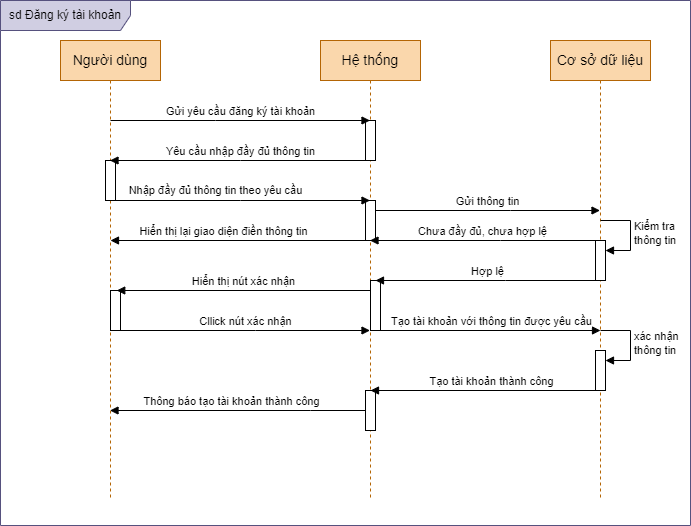 sd Đăng ký tài khoản
Người dùng
Hệ thống
Cơ sở dữ liệu
Gửi yêu cầu đăng ký tài khoản
Yêu cầu nhập đầy đủ thông tin
Nhập đầy đủ thông tin theo yêu cầu
Gửi thông tin
Kiểm tra
thông tin
Hiển thị lại giao diện điền thông tin
Chưa đầy đủ, chưa hợp lệ
Hợp lệ
Hiển thị nút xác nhận
Cllick nút xác nhận
Tạo tài khoản với thông tin được yêu cầu
xác nhận
thông tin
Tạo tài khoản thành công
Thông báo tạo tài khoản thành công